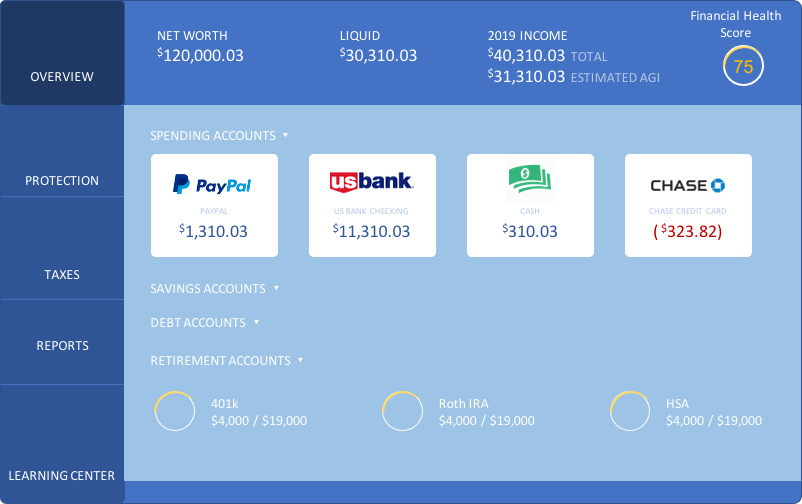 OVERVIEW
PROTECTION
TAXES
REPORTS
LEARNING CENTER
NET WORTH
$120,000.03
LIQUID
$30,310.03
2019 INCOME
$40,310.03 TOTAL
$31,310.03 ESTIMATED AGI
Financial Health
Score
75
SPENDING ACCOUNTS
PayPal
PAYPAL
$1,310.03
usbank.
US BANK CHECKING
$11,310.03
$
CASH
$310.03
CHASE
CHASE CREDIT CARD
( $323.82)
SAVINGS ACCOUNTS
DEBT ACCOUNTS
RETIREMENT ACCOUNTS
401k
$4,000 / $19,000
Roth IRA
$4,000 / $19,000
HSA
$4,000 / $19,000